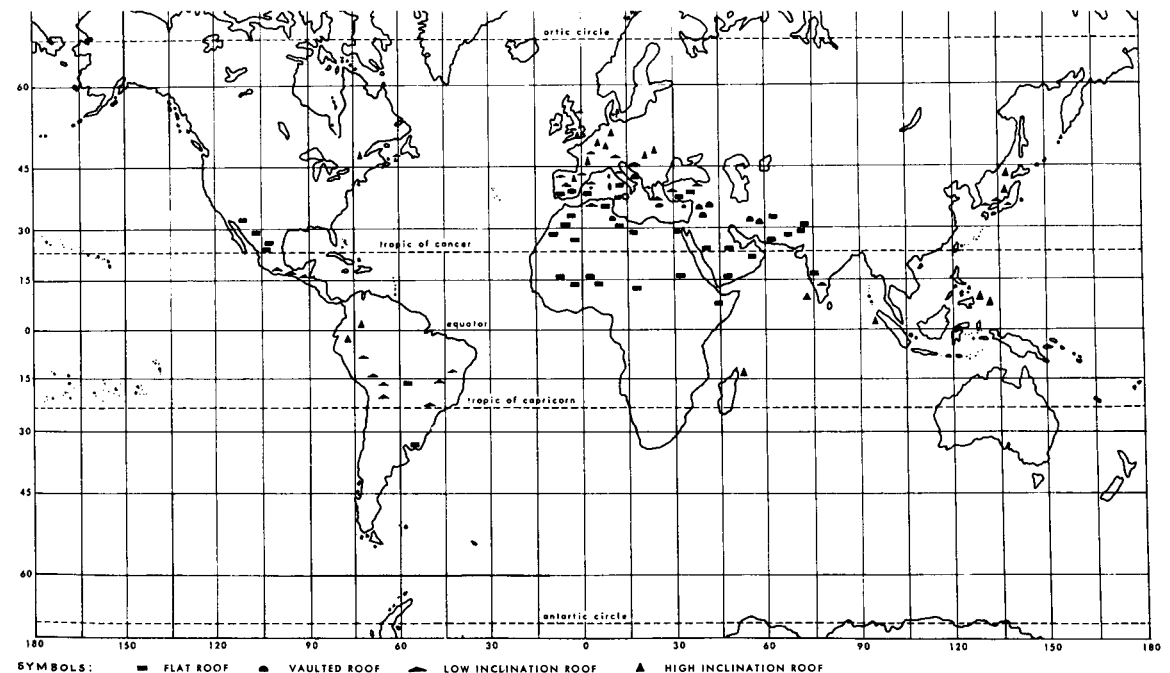 artic circle
60
45
30
tropic of cancer
15
equator
0
15
tropic of capricorn
30
45
60
antartic circle
180 150 120 90 60 30 0 30 60 90 120 150 180
SYMBOLS: FLAT ROOF VAULTED ROOF LOW INCLINATION ROOF HIGH INCLINATION ROOF